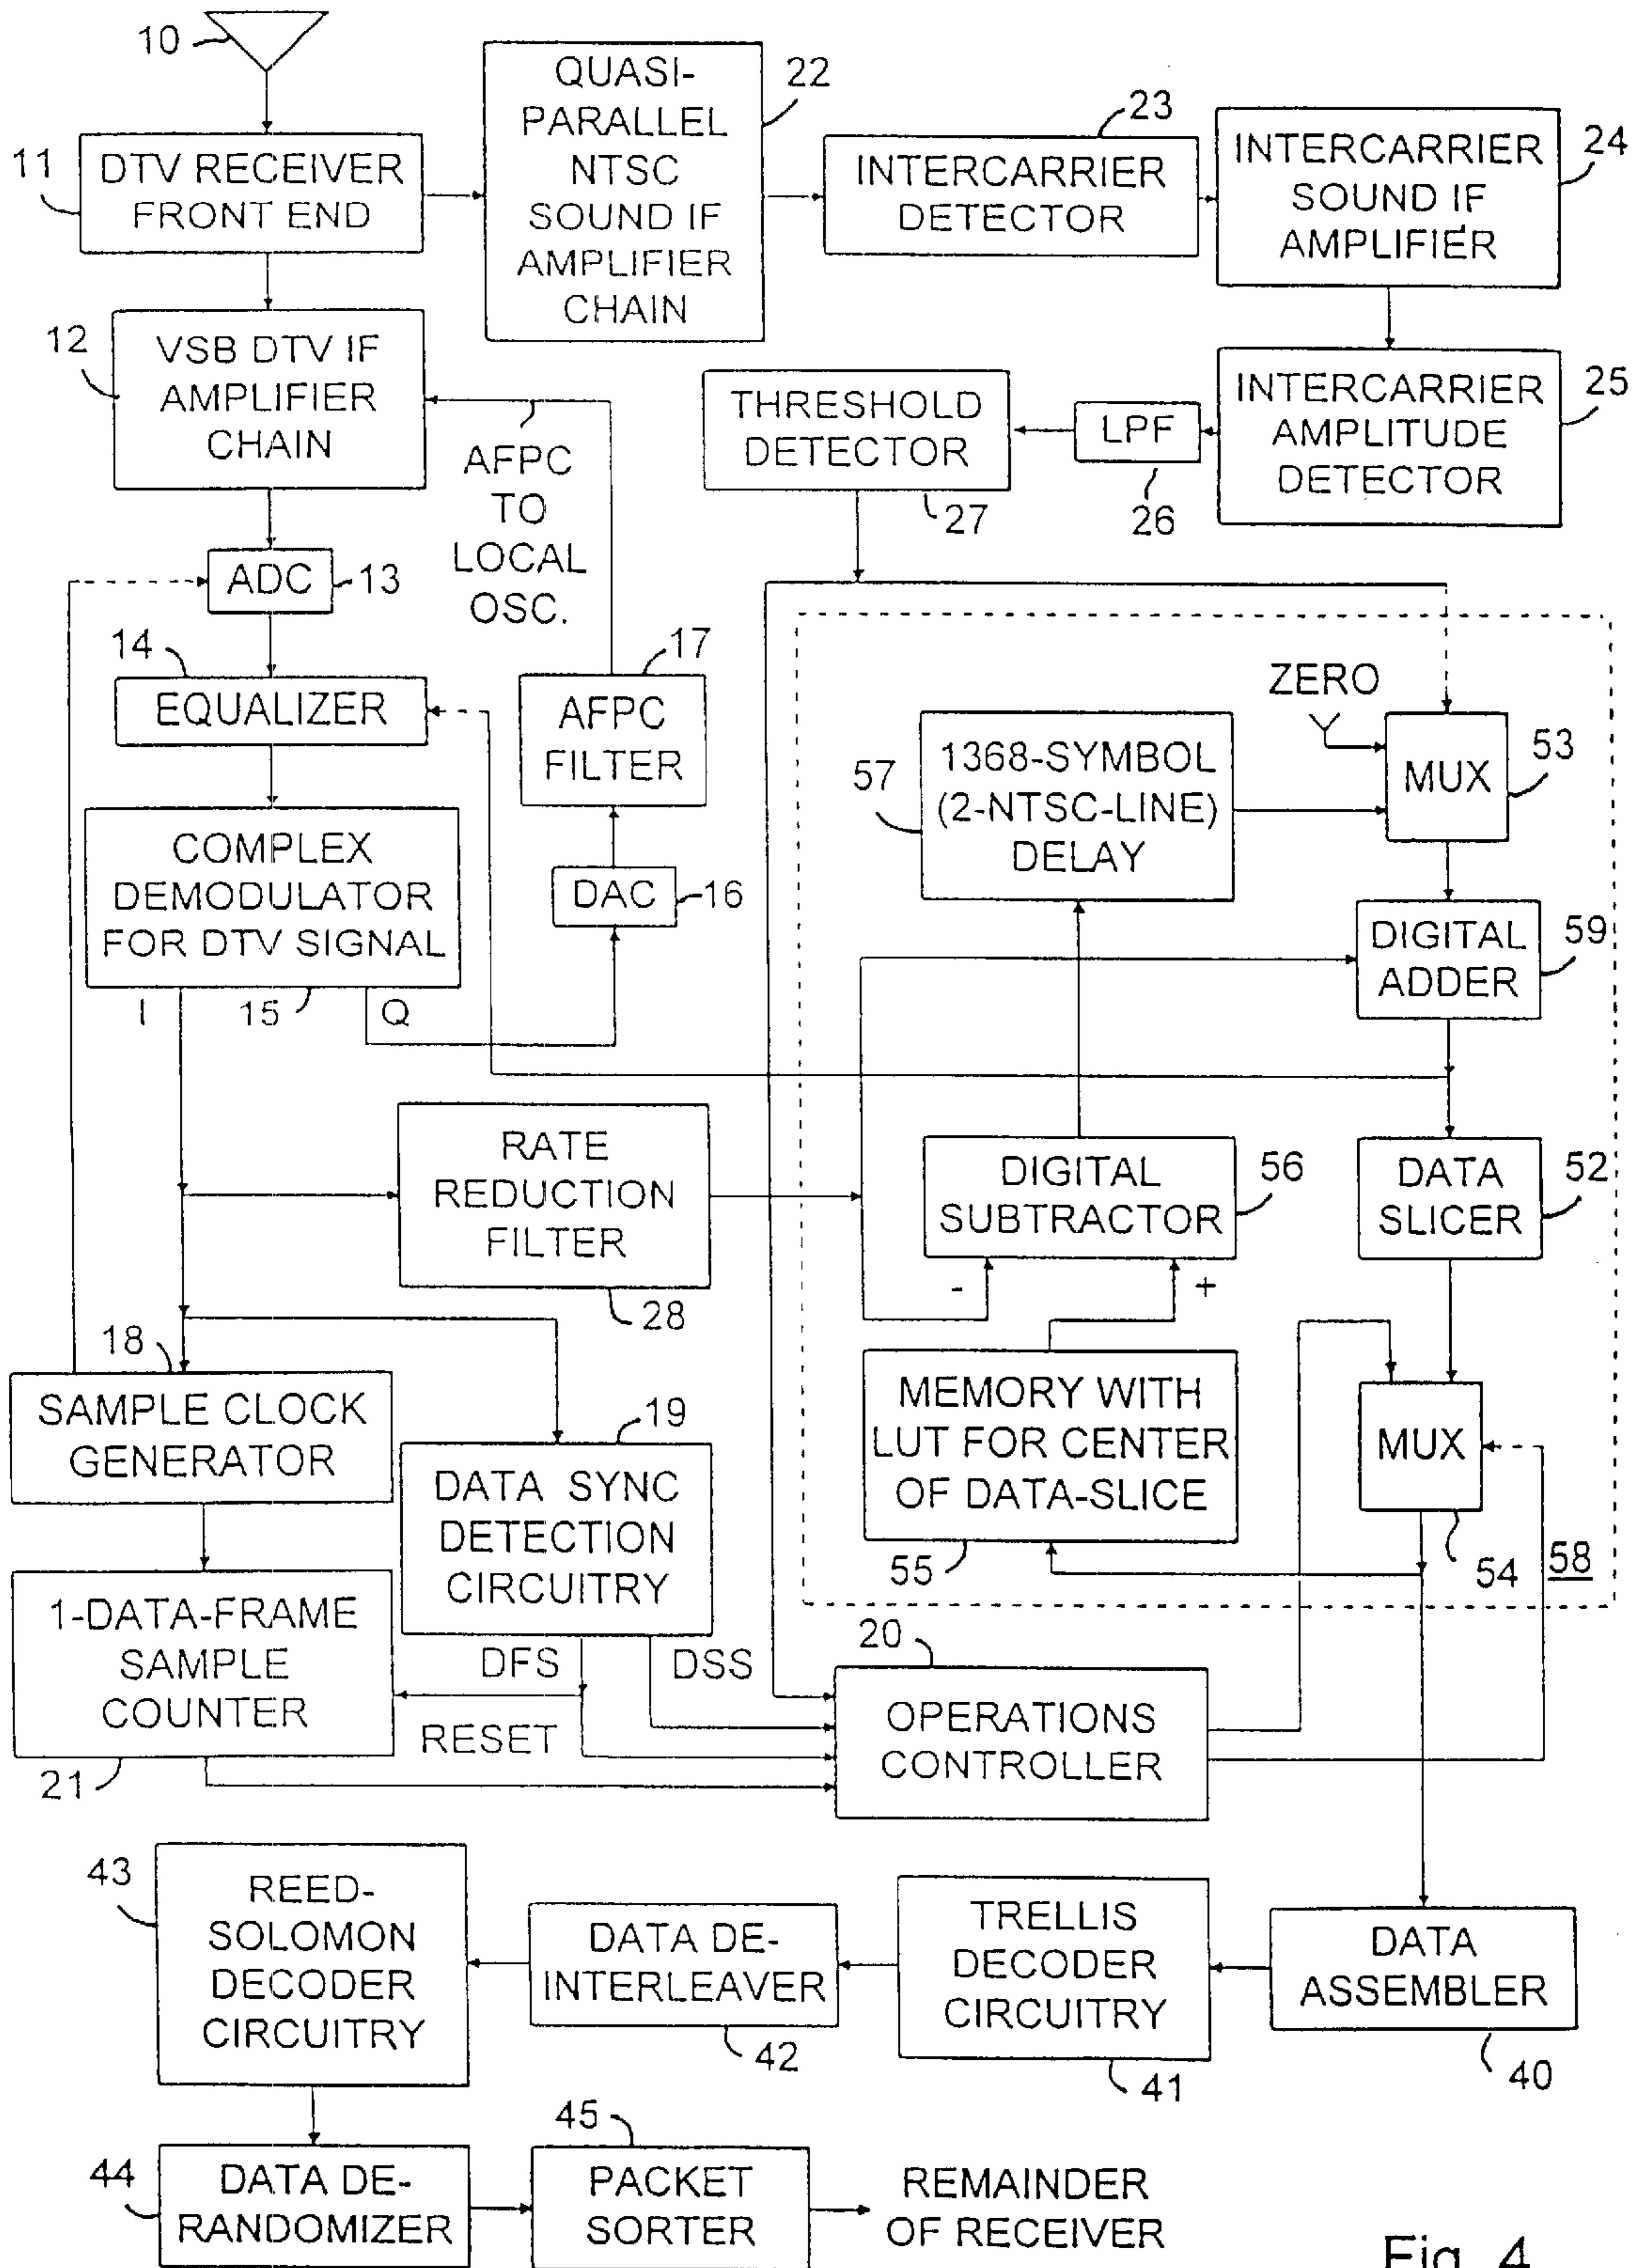 10
11
DTV RECEIVER
FRONT END
QUASI-
PARALLEL
NTSC
SOUND IF
AMPLIFIER
CHAIN
22
INTERCARRIER
DETECTOR
23
INTERCARRIER
SOUND IF
AMPLIFIER
24
12
VSB DTV IF
AMPLIFIER
CHAIN
AFPC
TO
LOCAL
OSC.
THRESHOLD
DETECTOR
27
LPF
26
INTERCARRIER
AMPLITUDE
DETECTOR
25
ADC
13
14
EQUALIZER
17
AFPC
FILTER
DAC
16
COMPLEX
DEMODULATOR
FOR DTV SIGNAL
I
15
Q
57
1368-SYMBOL
(2-NTSC-LINE)
DELAY
ZERO
MUX
53
DIGITAL
ADDER
59
RATE
REDUCTION
FILTER
28
DIGITAL
SUBTRACTOR
56
-
+
DATA
SLICER
52
18
SAMPLE CLOCK
GENERATOR
19
DATA SYNC
DETECTION
CIRCUITRY
MEMORY WITH
LUT FOR CENTER
OF DATA-SLICE
55
MUX
54
58
1-DATA-FRAME
SAMPLE
COUNTER
21
DFS
DSS
RESET
20
OPERATIONS
CONTROLLER
43
REED-
SOLOMON
DECODER
CIRCUITRY
DATA DE-
INTERLEAVER
42
TRELLIS
DECODER
CIRCUITRY
41
DATA
ASSEMBLER
40
44
DATA DE-
RANDOMIZER
45
PACKET
SORTER
REMAINDER
OF RECEIVER
Fig. 4